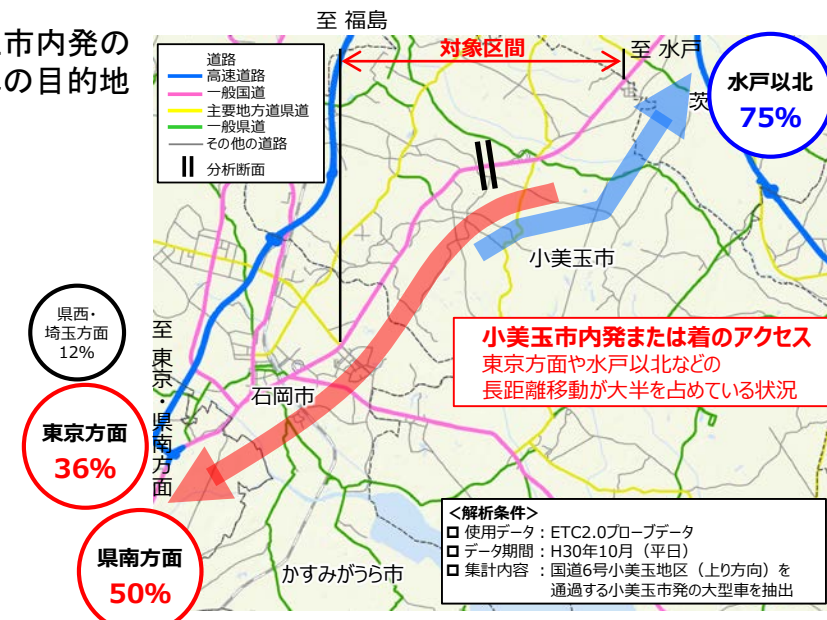 市内発の
の目的地
至 福島
対象区間
至 水戸
道路
高速道路
一般国道
主要地方道県道
一般県道
その他の道路
分析断面
水戸以北
75%
茨
小美玉市
県西・
埼玉方面
12%
至 東京・県南方面
小美玉市内発または着のアクセス
東京方面や水戸以北などの
長距離移動が大半を占めている状況
石岡市
東京方面
36%
県南方面
50%
かすみがうら市
<解析条件>
使用データ:ETC2.0プローブデータ
データ期間:H30年10月(平日)
集計内容 :国道6号小美玉地区(上り方向)を
通過する小美玉市発の大型車を抽出